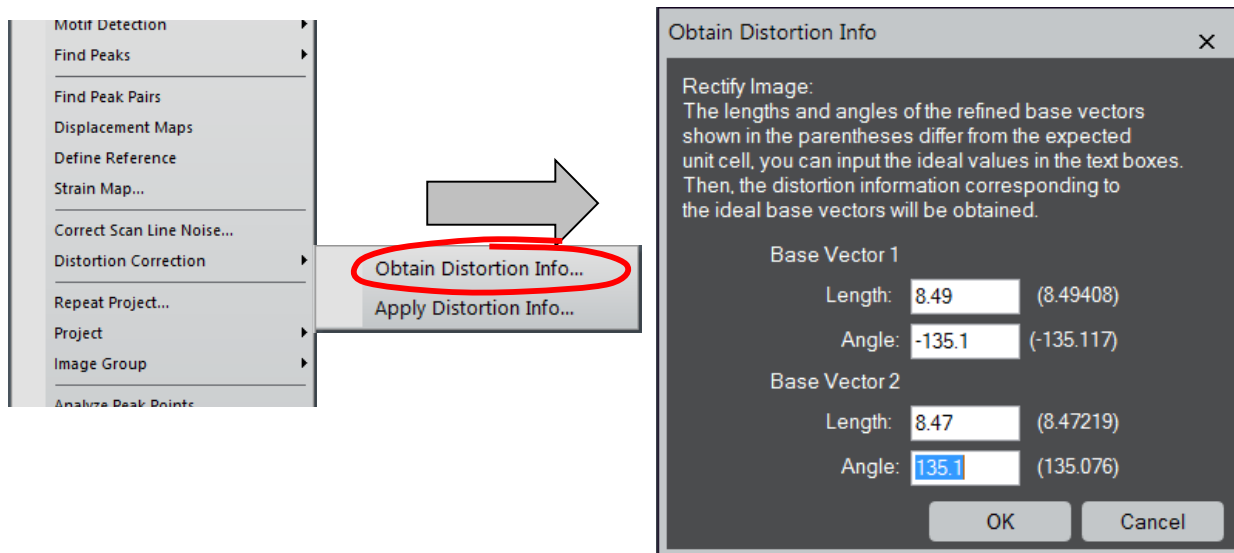 Motif Detection
Find Peaks
Find Peak Pairs
Displacement Maps
Define Reference
Strain Map...
Correct Scan Line Noise...
Distortion Correction
Repeat Project...
Project
Image Group
Analyze Peak Points
Obtain Distortion Info...
Apply Distortion Info...
Obtain Distortion Info
Rectify Image:
The lengths and angles of the refined base vectors
shown in the parentheses differ from the expected
unit cell, you can input the ideal values in the text boxes.
Then, the distortion information corresponding to
the ideal base vectors will be obtained.
Base Vector 1
Length: 8.49 (8.49408)
Angle: -135.1 (-135.117)
Base Vector 2
Length: 8.47 (8.47219)
Angle: 135.1 (135.076)
OK Cancel